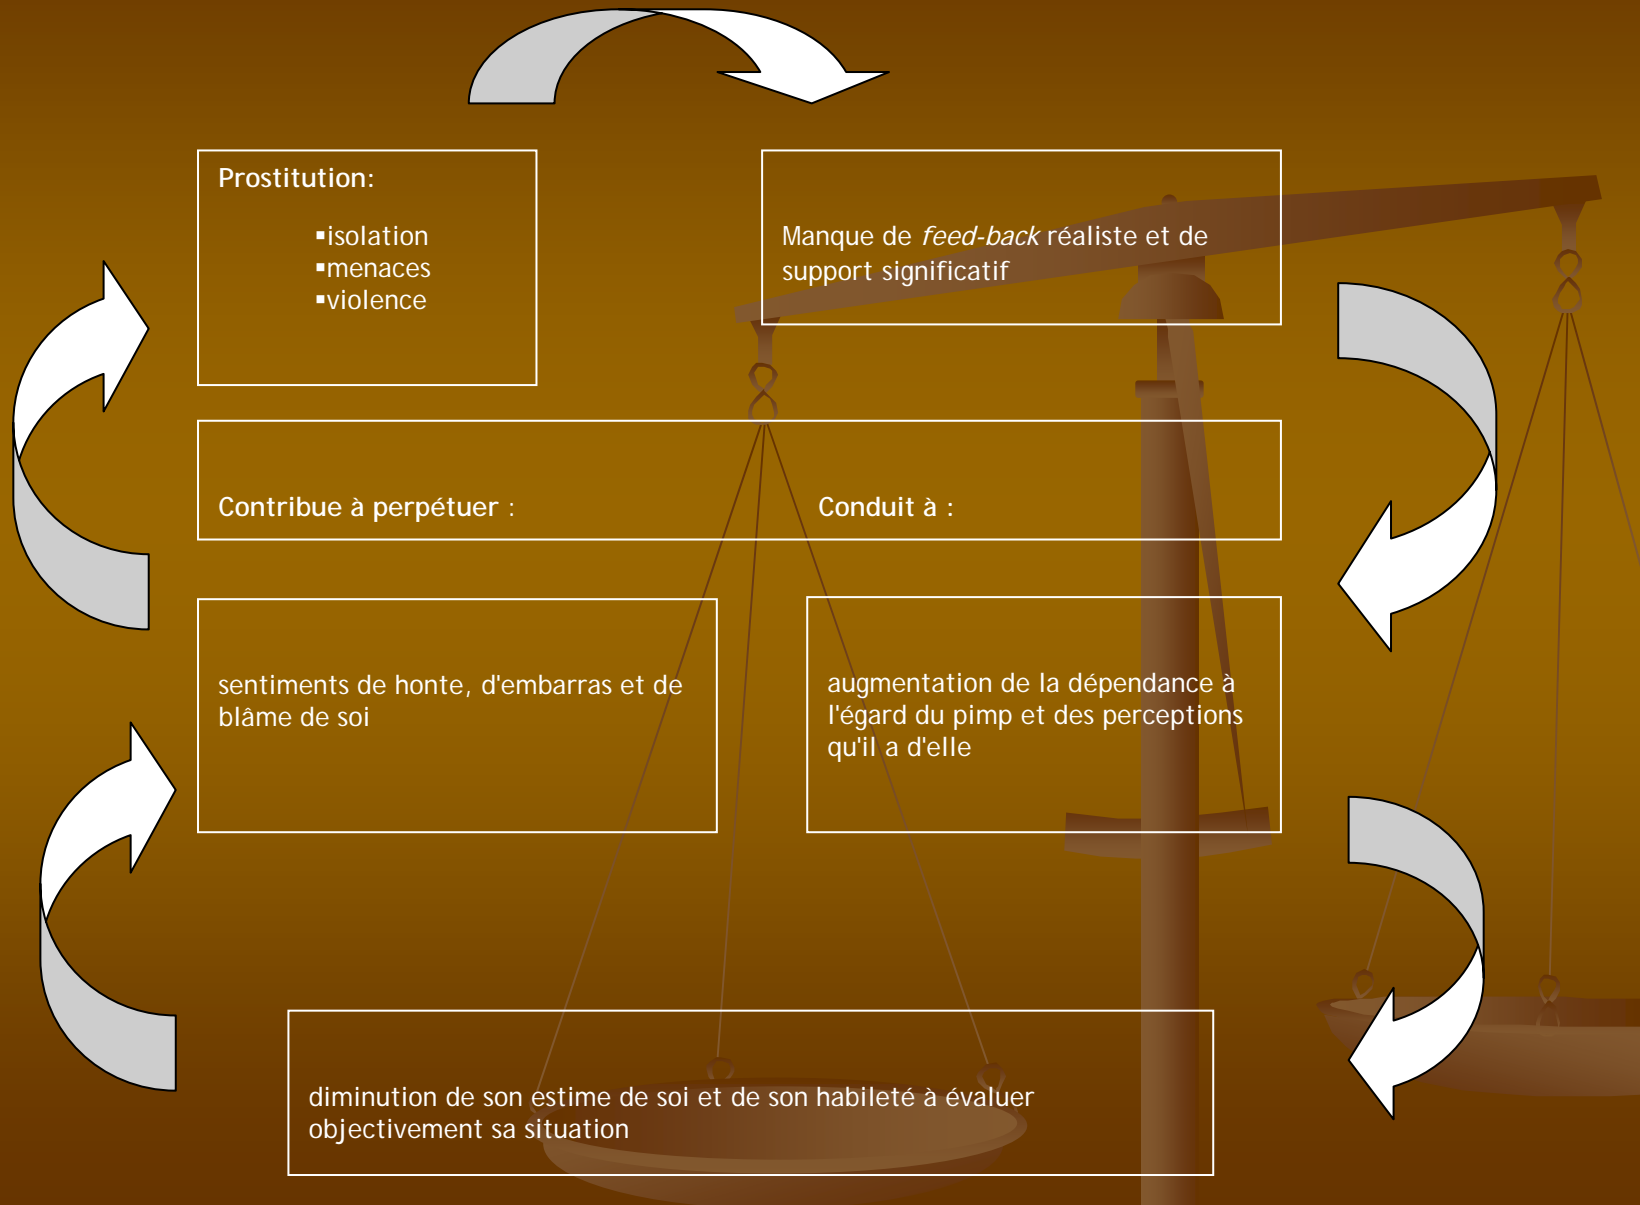 Prostitution:
▪isolation
▪menaces
▪violence
Manque de feed-back réaliste et de
support significatif
Contribue à perpétuer :
Conduit à :
sentiments de honte, d'embarras et de
blâme de soi
augmentation de la dépendance à
l'égard du pimp et des perceptions
qu'il a d'elle
diminution de son estime de soi et de son habileté à évaluer
objectivement sa situation